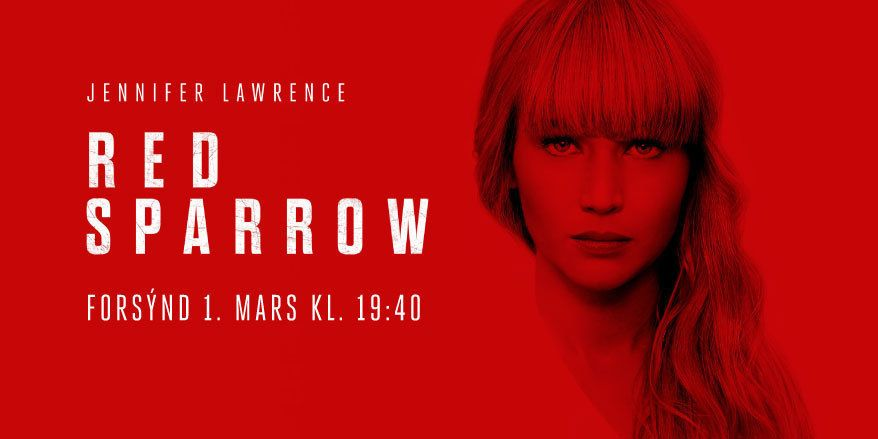 JENNIFER LAWRENCE
RED
SPARROW
FORSÝND 1. MARS KL. 19:40